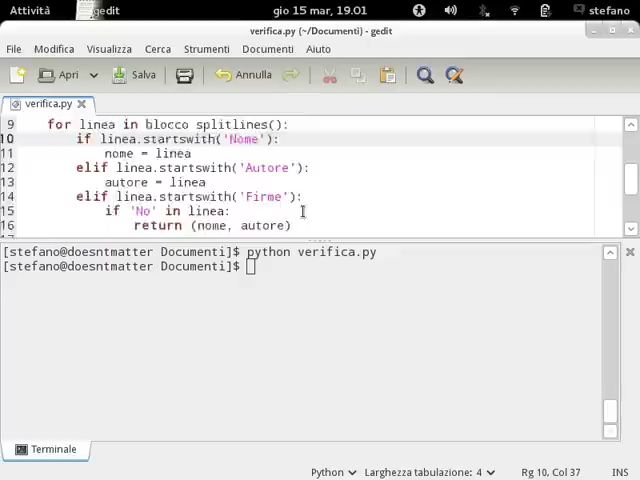 Attività gedit gio 15 mar, 19.01 stefano
verifica.py (~/Documenti) - gedit
File Modifica Visualizza Cerca Strumenti Documenti Aiuto
Apri Salva Annulla
verifica.py
9 for linea in blocco splitlines():
10 if linea.startswith('Nome'):
11 nome = linea
12 elif linea.startswith('Autore'):
13 autore = linea
14 elif linea.startswith('Firme'):
15 if 'No' in linea:
16 return (nome, autore)
[stefano@doesntmatter Documenti]$ python verifica.py
[stefano@doesntmatter Documenti]$
Terminale
Python Larghezza tabulazione: 4 Rg 10, Col 37 INS